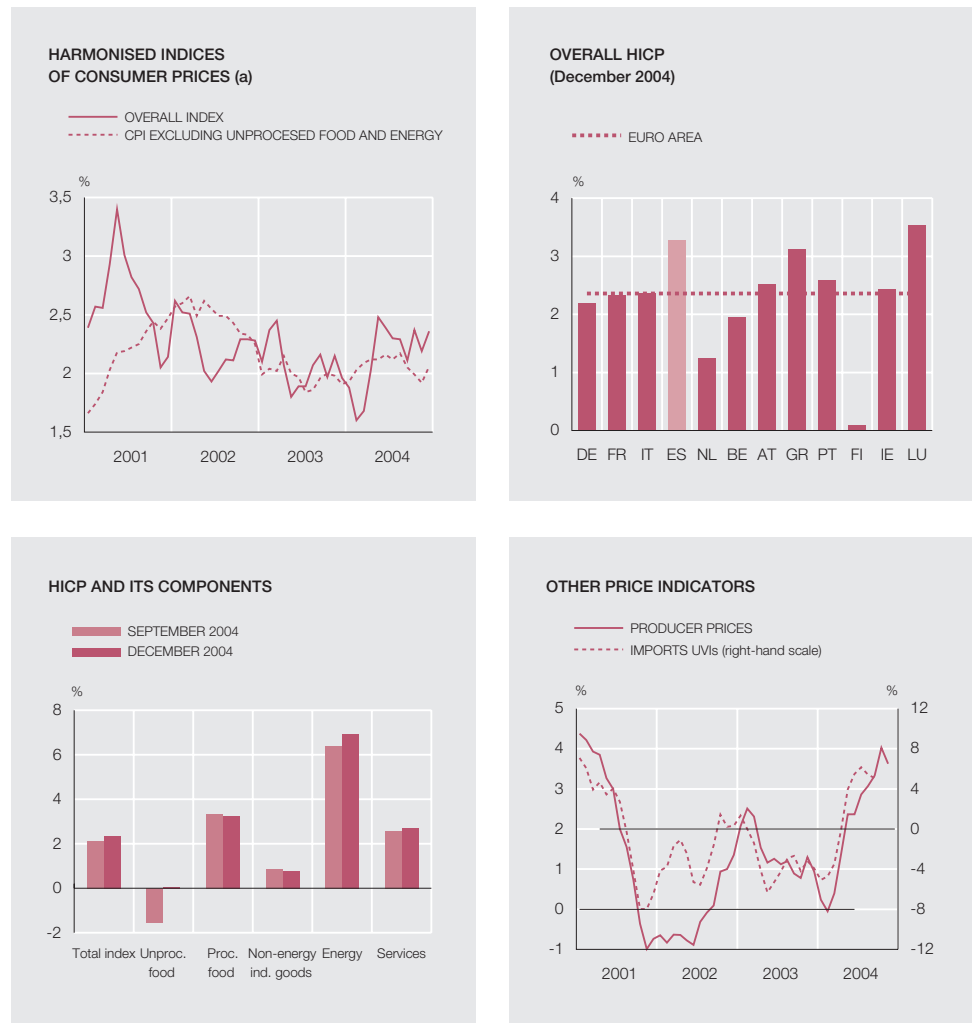 HARMONISED INDICES
OF CONSUMER PRICES (a)
OVERALL INDEX
CPI EXCLUDING UNPROCESED FOOD AND ENERGY
%
3,5
3
2,5
2
1,5
2001 2002 2003 2004
OVERALL HICP
(December 2004)
EURO AREA
%
4
3
2
1
0
DE FR IT ES NL BE AT GR PT FI IE LU
HICP AND ITS COMPONENTS
SEPTEMBER 2004
DECEMBER 2004
%
8
6
4
2
0
-2
Total index Unproc. Proc. Non-energy Energy Services
food food ind. goods
OTHER PRICE INDICATORS
PRODUCER PRICES
IMPORTS UVIs (right-hand scale)
% %
5 12
4 8
3 4
2 0
1 -4
0 -8
-1 -12
2001 2002 2003 2004